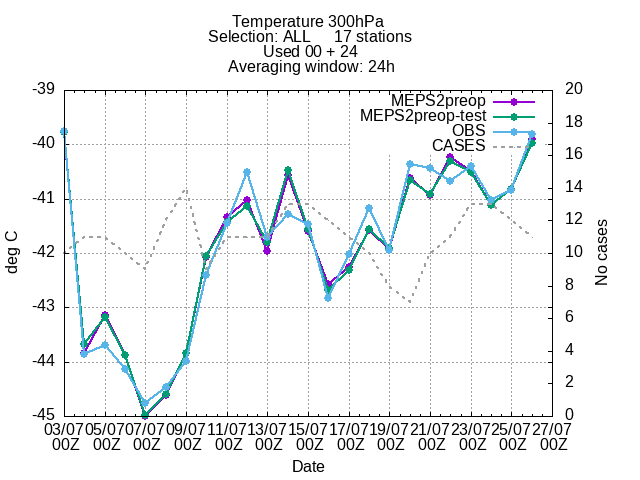 Temperature 300hPa
Selection: ALL 17 stations
Used 00 + 24
Averaging window: 24h
MEPS2preop
MEPS2preop-test
OBS
CASES
-39
-40
-41
-42
-43
-44
-45
deg C
20
18
16
14
12
10
8
6
4
2
0
No cases
03/07 05/07 07/07 09/07 11/07 13/07 15/07 17/07 19/07 21/07 23/07 25/07 27/07
00Z 00Z 00Z 00Z 00Z 00Z 00Z 00Z 00Z 00Z 00Z 00Z 00Z
Date